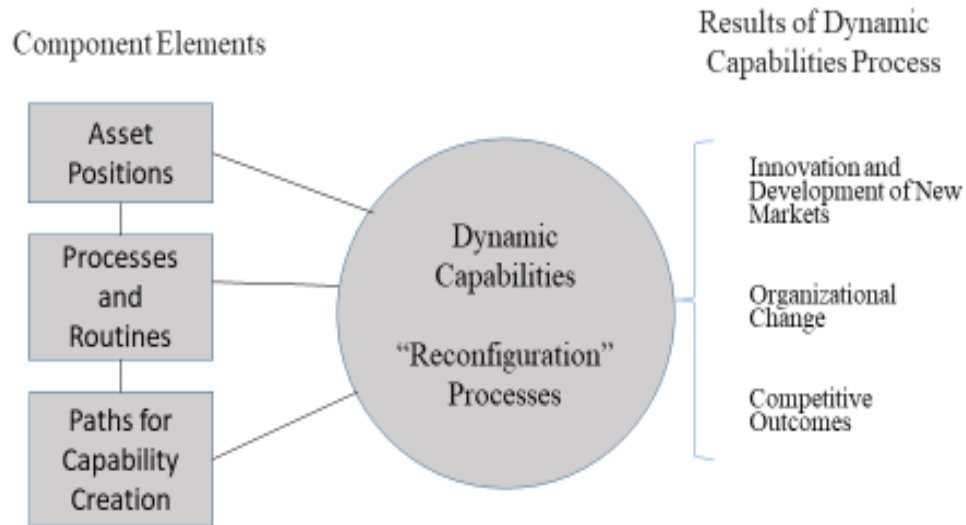 Component Elements
Results of Dynamic
Capabilities Process
Asset
Positions
Processes
and
Routines
Paths for
Capability
Creation
Dynamic
Capabilities
“Reconfiguration”
Processes
Innovation and
Development of New
Markets
Organizational
Change
Competitive
Outcomes